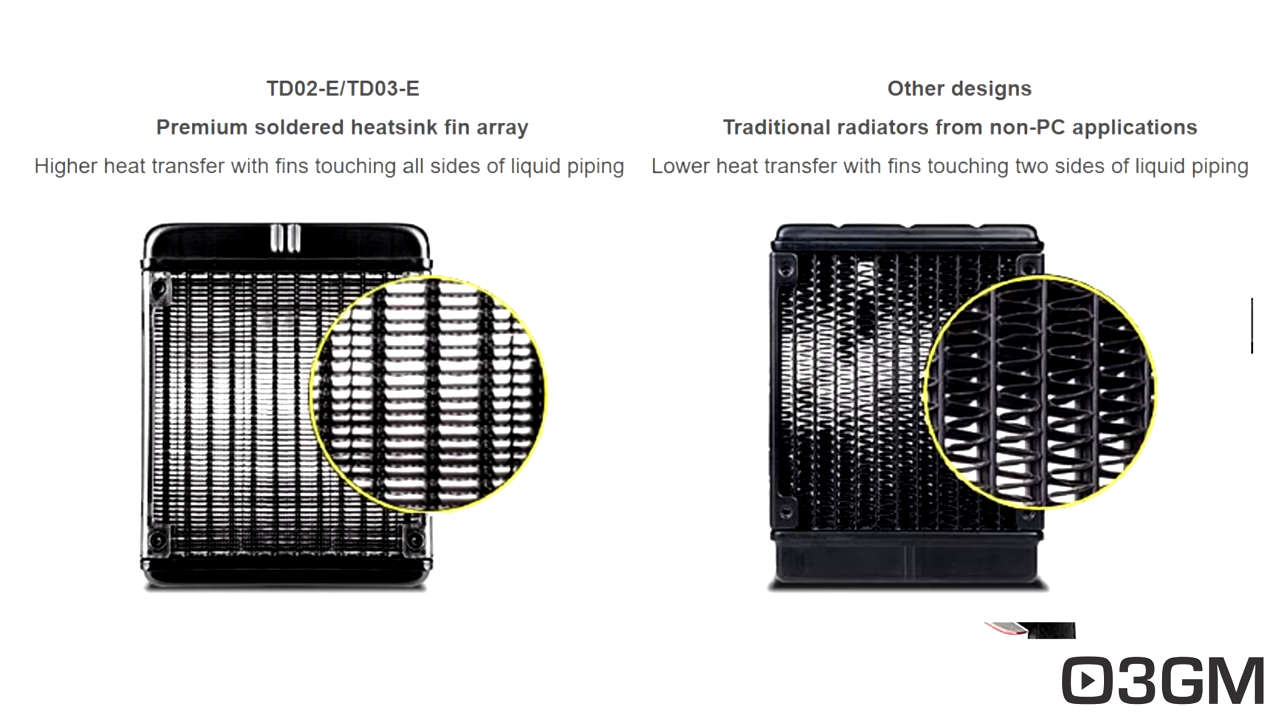 TD02-E/TD03-E
Premium soldered heatsink fin array
Higher heat transfer with fins touching all sides of liquid piping
Other designs
Traditional radiators from non-PC applications
Lower heat transfer with fins touching two sides of liquid piping
O3GM